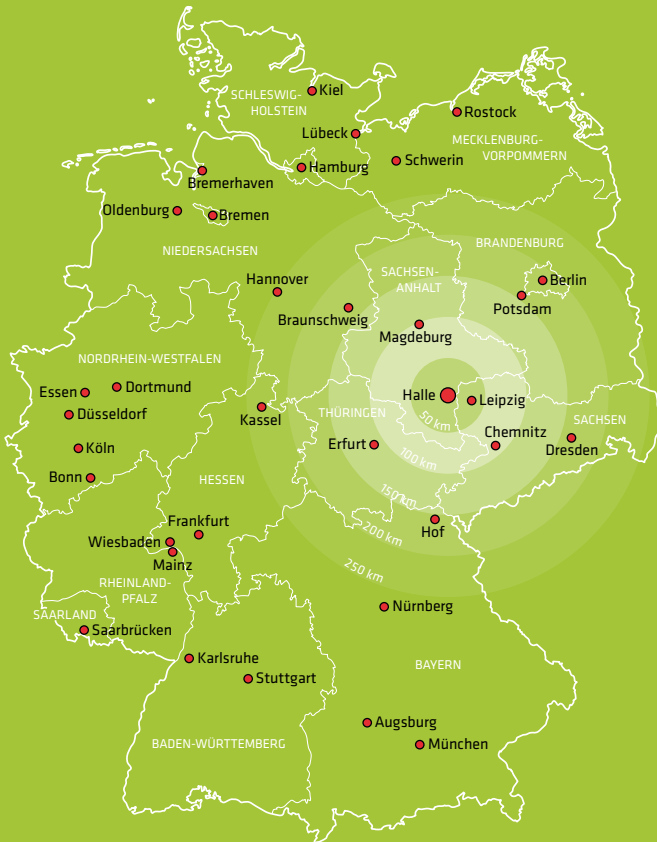 Kiel
SCHLESWIG-
HOLSTEIN
Rostock
Lübeck
MECKLENBURG-
VORPOMMERN
Schwerin
Hamburg
Bremerhaven
Oldenburg
Bremen
BRANDENBURG
NIEDERSACHSEN
SACHSEN-
ANHALT
Hannover
Berlin
Potsdam
Braunschweig
Magdeburg
NORDRHEIN-WESTFALEN
Dortmund
Essen
Halle
Leipzig
Düsseldorf
Kassel
THÜRINGEN
50 km
SACHSEN
Chemnitz
Erfurt
Dresden
Köln
100 km
Bonn
HESSEN
150km
Frankfurt
200 km
Hof
Wiesbaden
Mainz
250 km
RHEINLAND-
PFALZ
Nürnberg
SAARLAND
Saarbrücken
Karlsruhe
BAYERN
Stuttgart
Augsburg
BADEN-WÜRTTEMBERG
München